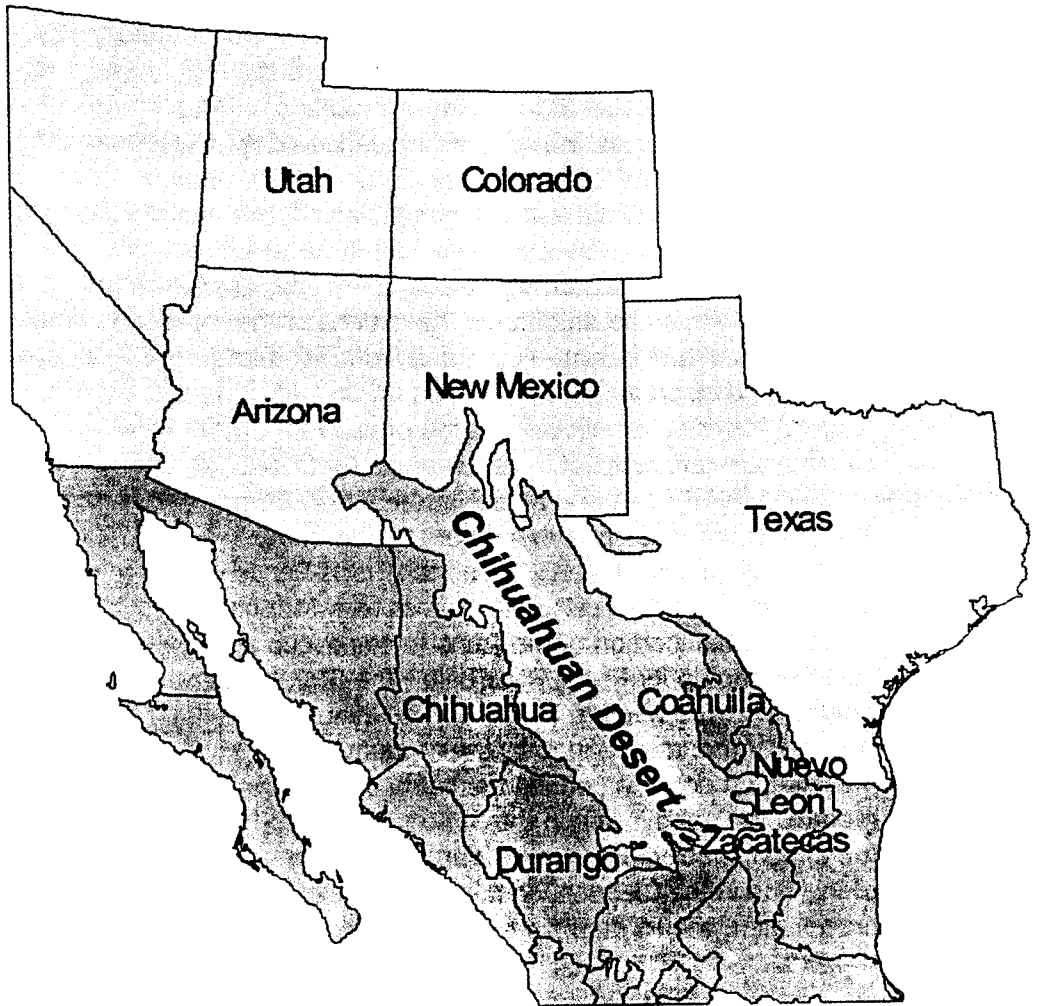 Utah
Colorado
Arizona
New Mexico
Texas
Chihuahuan Desert
Chihuahua
Coahuila
Nuevo
Leon
Zacatecas
Durango